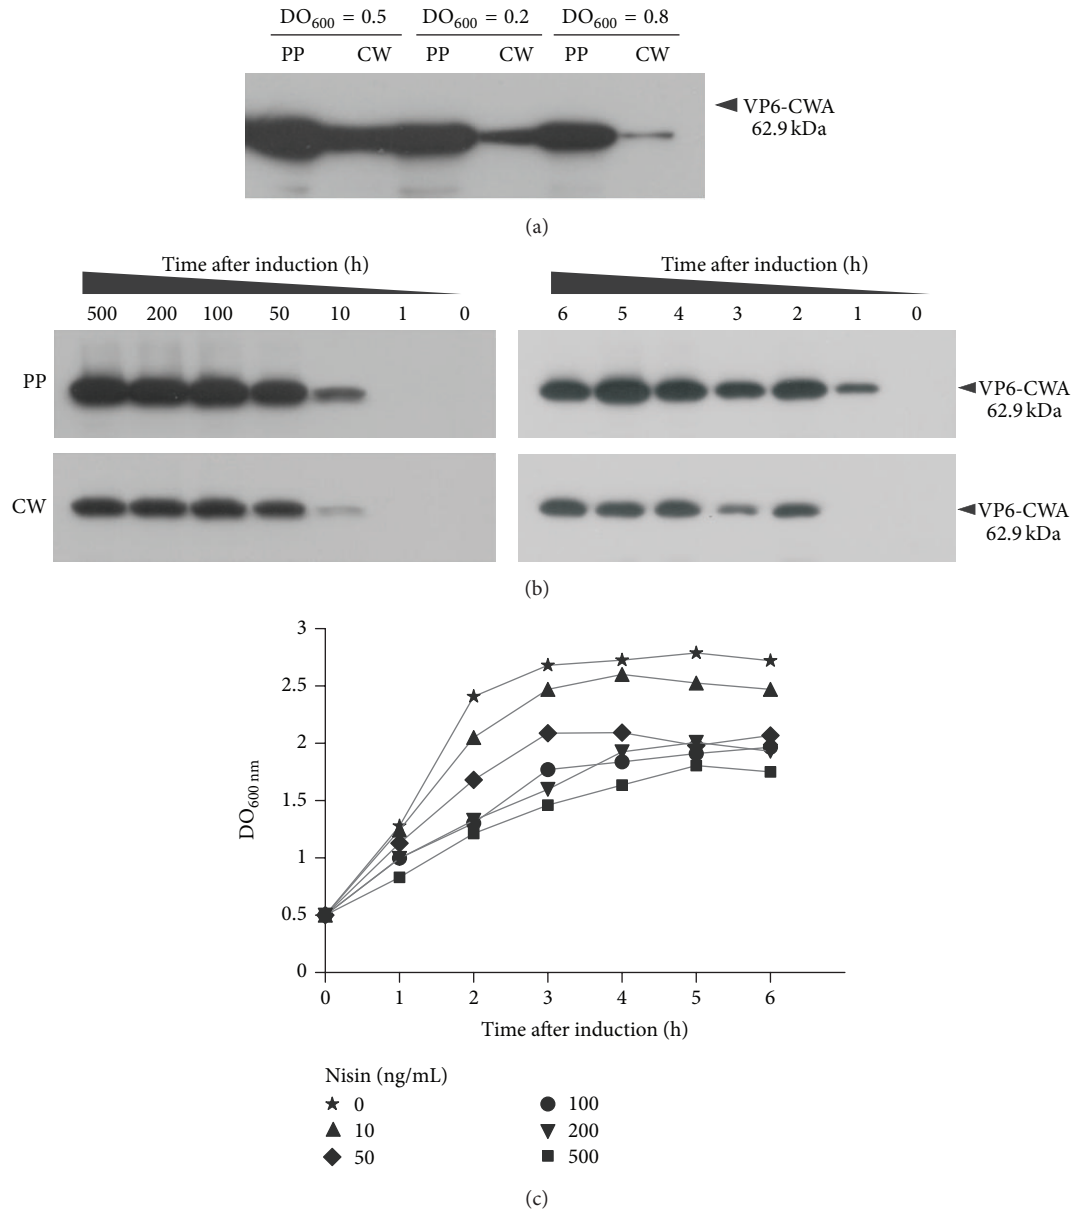 DO600 = 0.5 DO600 = 0.2 DO600 = 0.8
PP CW PP CW PP CW
VP6-CWA
62.9 kDa
(a)
Time after induction (h) Time after induction (h)
500 200 100 50 10 1 0 6 5 4 3 2 1 0
PP
VP6-CWA
62.9 kDa
CW
VP6-CWA
62.9 kDa
(b)
3
2.5
2
1.5
1
0.5
0
DO600 nm
0 1 2 3 4 5 6
Time after induction (h)
Nisin (ng/mL)
0 100
10 200
50 500
(c)